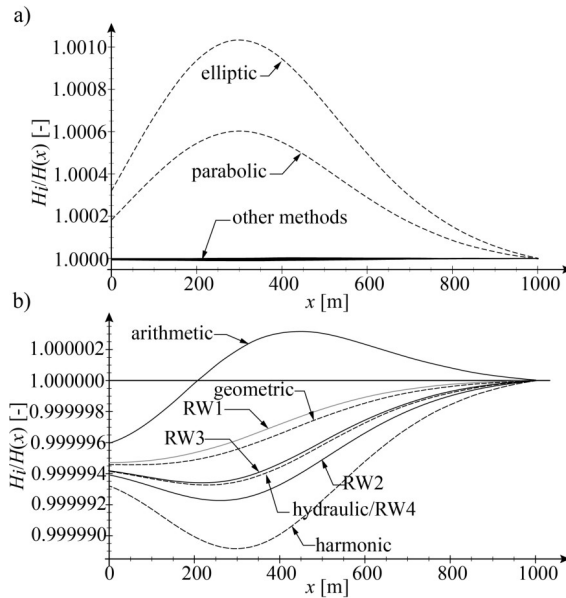 a)
Hi/H(x) [-]
1.0010
1.0008
1.0006
1.0004
1.0002
1.0000
elliptic
parabolic
other methods
0 200 400 600 800 1000
x [m]
b)
Hi/H(x) [-]
1.000002
1.000000
0.999998
0.999996
0.999994
0.999992
0.999990
arithmetic
geometric
RW1
RW3
RW2
hydraulic/RW4
harmonic
0 200 400 600 800 1000
x [m]